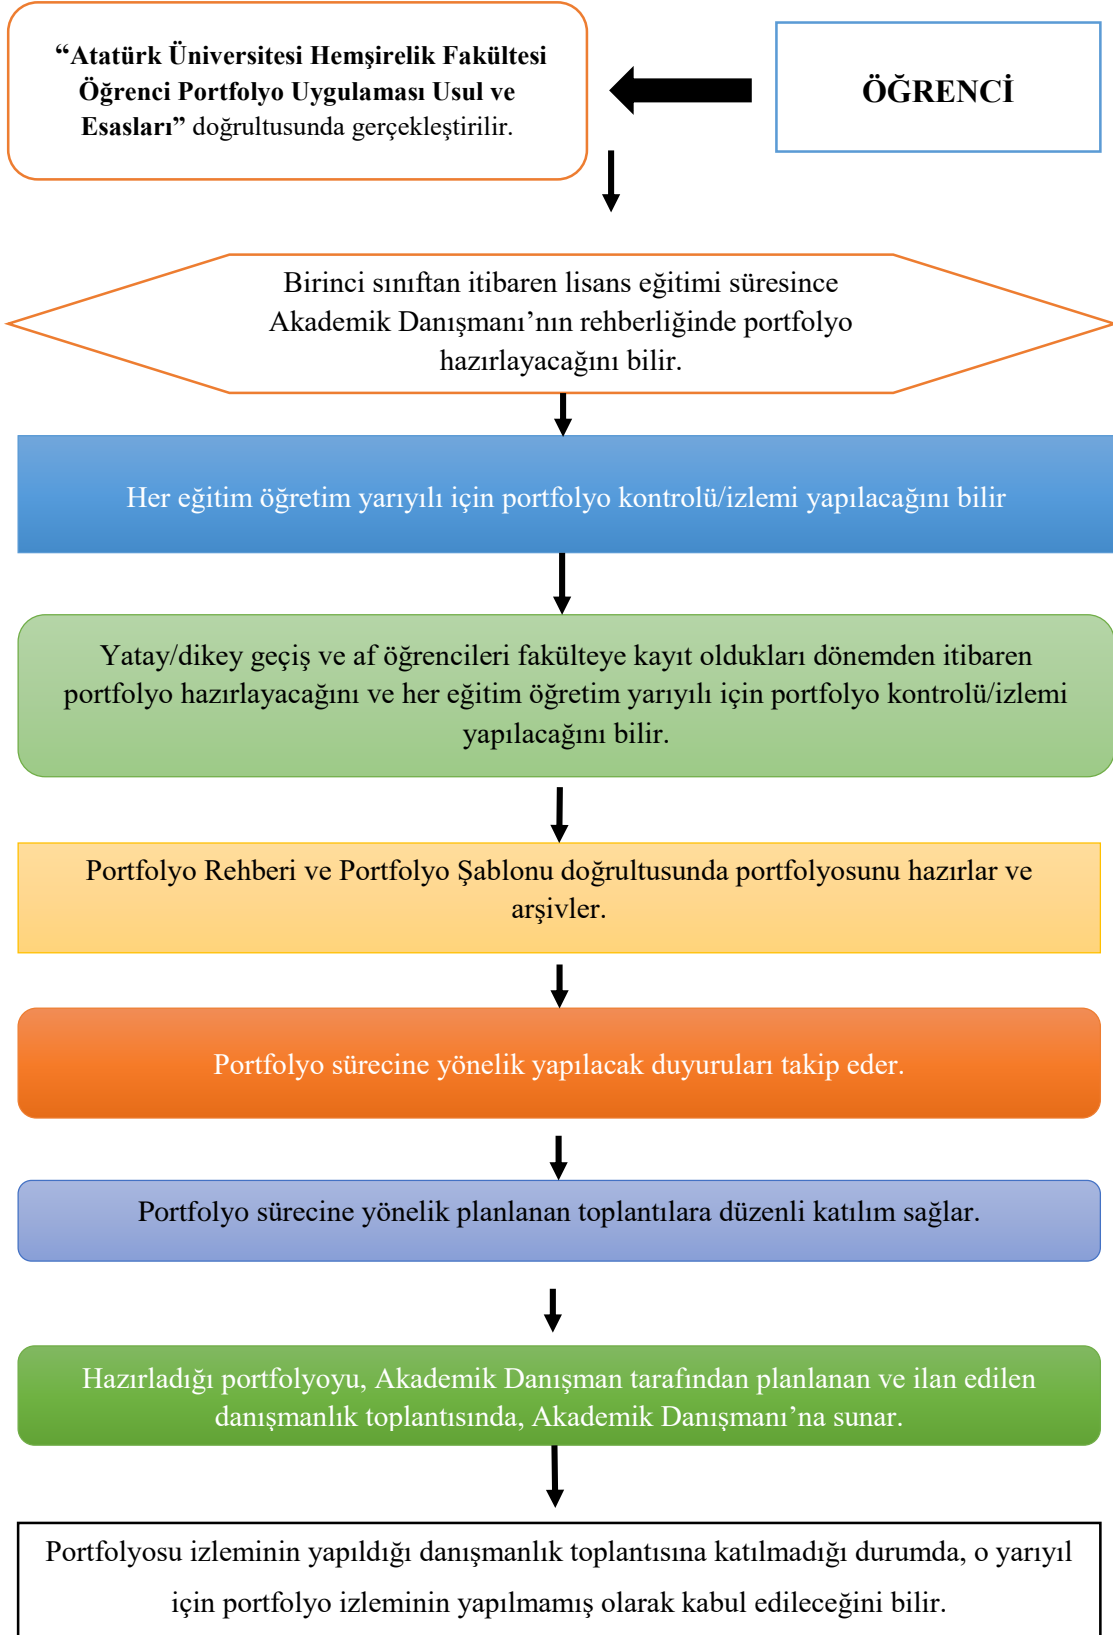 “Atatürk Üniversitesi Hemşirelik Fakültesi
Öğrenci Portfolyo Uygulaması Usul ve
Esasları” doğrultusunda gerçekleştirilir.
ÖĞRENCİ
Birinci sınıftan itibaren lisans eğitimi süresince
Akademik Danışmanı’nın rehberliğinde portfolyo
hazırlayacağını bilir.
Her eğitim öğretim yarıyılı için portfolyo kontrolü/izlemi yapılacağını bilir
Yatay/dikey geçiş ve af öğrencileri fakülteye kayıt oldukları dönemden itibaren
portfolyo hazırlayacağını ve her eğitim öğretim yarıyılı için portfolyo kontrolü/izlemi
yapılacağını bilir.
Portfolyo Rehberi ve Portfolyo Şablonu doğrultusunda portfolyosunu hazırlar ve
arşivler.
Portfolyo sürecine yönelik yapılacak duyuruları takip eder.
Portfolyo sürecine yönelik planlanan toplantılara düzenli katılım sağlar.
Hazırladığı portfolyoyu, Akademik Danışman tarafından planlanan ve ilan edilen
danışmanlık toplantısında, Akademik Danışmanı’na sunar.
Portfolyosu izleminin yapıldığı danışmanlık toplantısına katılmadığı durumda, o yarıyıl
için portfolyo izleminin yapılmamış olarak kabul edileceğini bilir.